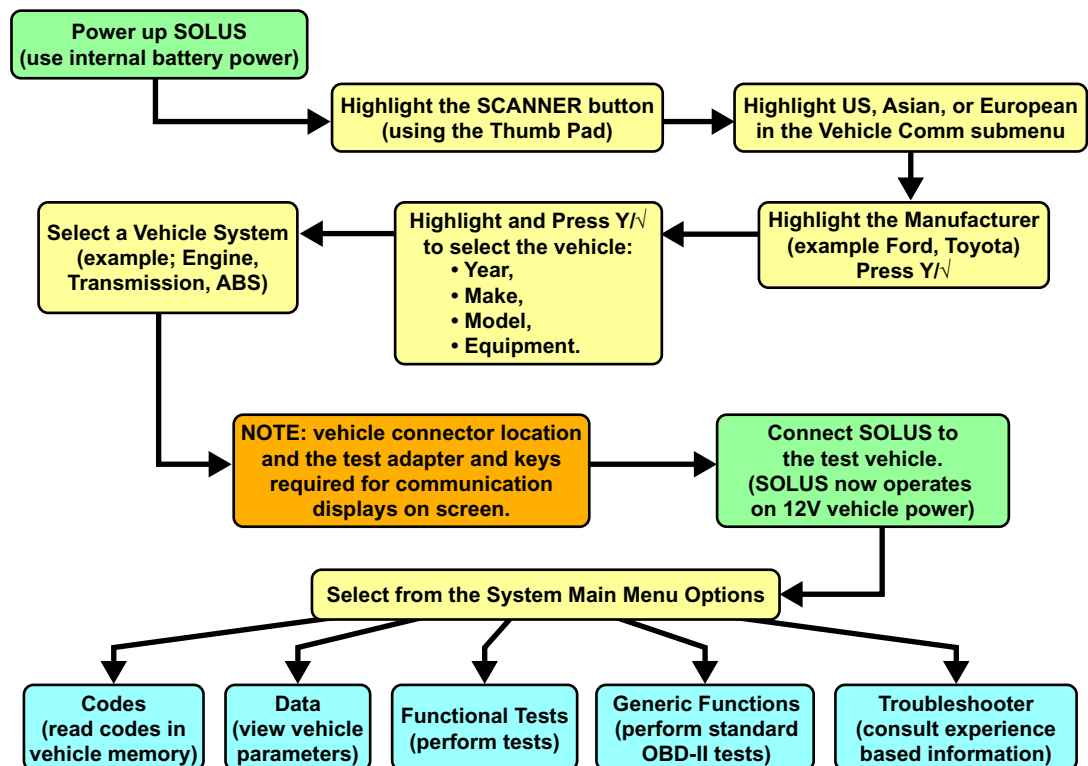 Power up SOLUS
(use internal battery power)
Highlight the SCANNER button
(using the Thumb Pad)
Highlight US, Asian, or European
in the Vehicle Comm submenu
Highlight the Manufacturer
(example Ford, Toyota)
Press Y/√
Highlight and Press Y/√
to select the vehicle:
• Year,
• Make,
• Model,
• Equipment.
Select a Vehicle System
(example; Engine,
Transmission, ABS)
NOTE: vehicle connector location
and the test adapter and keys
required for communication
displays on screen.
Connect SOLUS to
the test vehicle.
(SOLUS now operates
on 12V vehicle power)
Select from the System Main Menu Options
Codes
(read codes in
vehicle memory)
Data
(view vehicle
parameters)
Functional Tests
(perform tests)
Generic Functions
(perform standard
OBD-II tests)
Troubleshooter
(consult experience
based information)